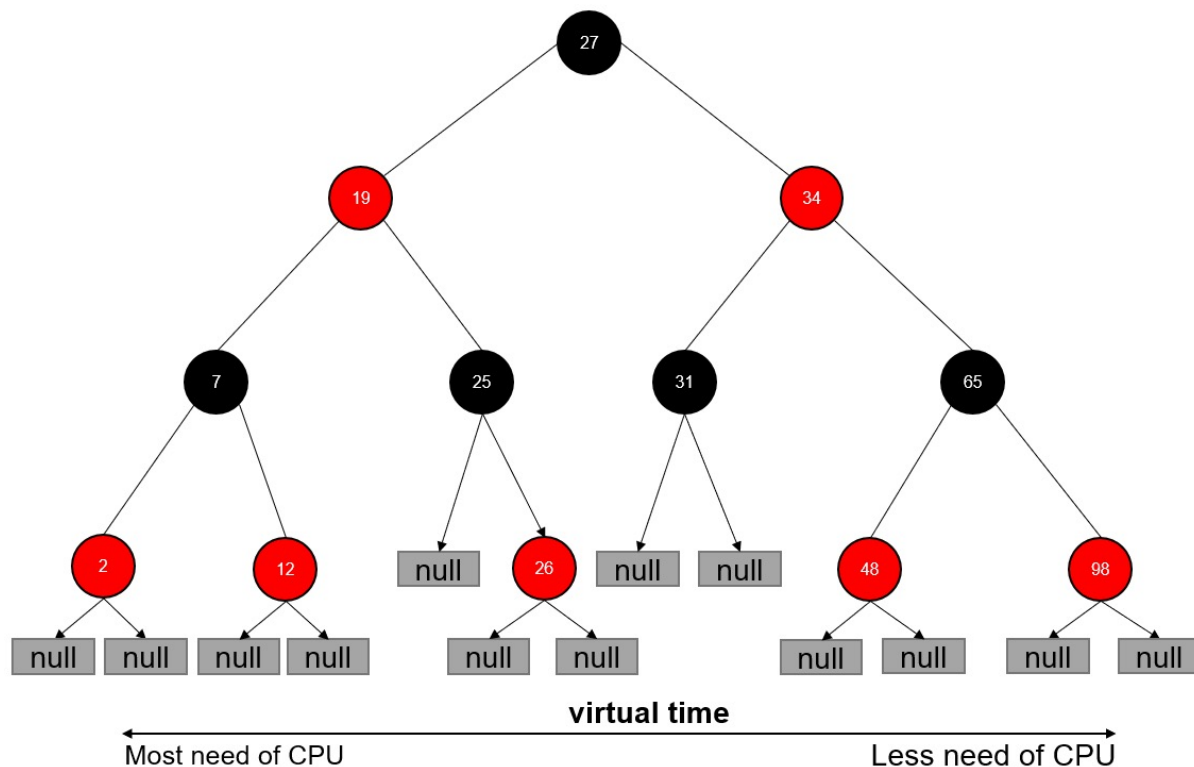 27
19 34
7 25 31 65
2 12 null 26 null null 48 98
null null null null null null null null null null
virtual time
Most need of CPU Less need of CPU